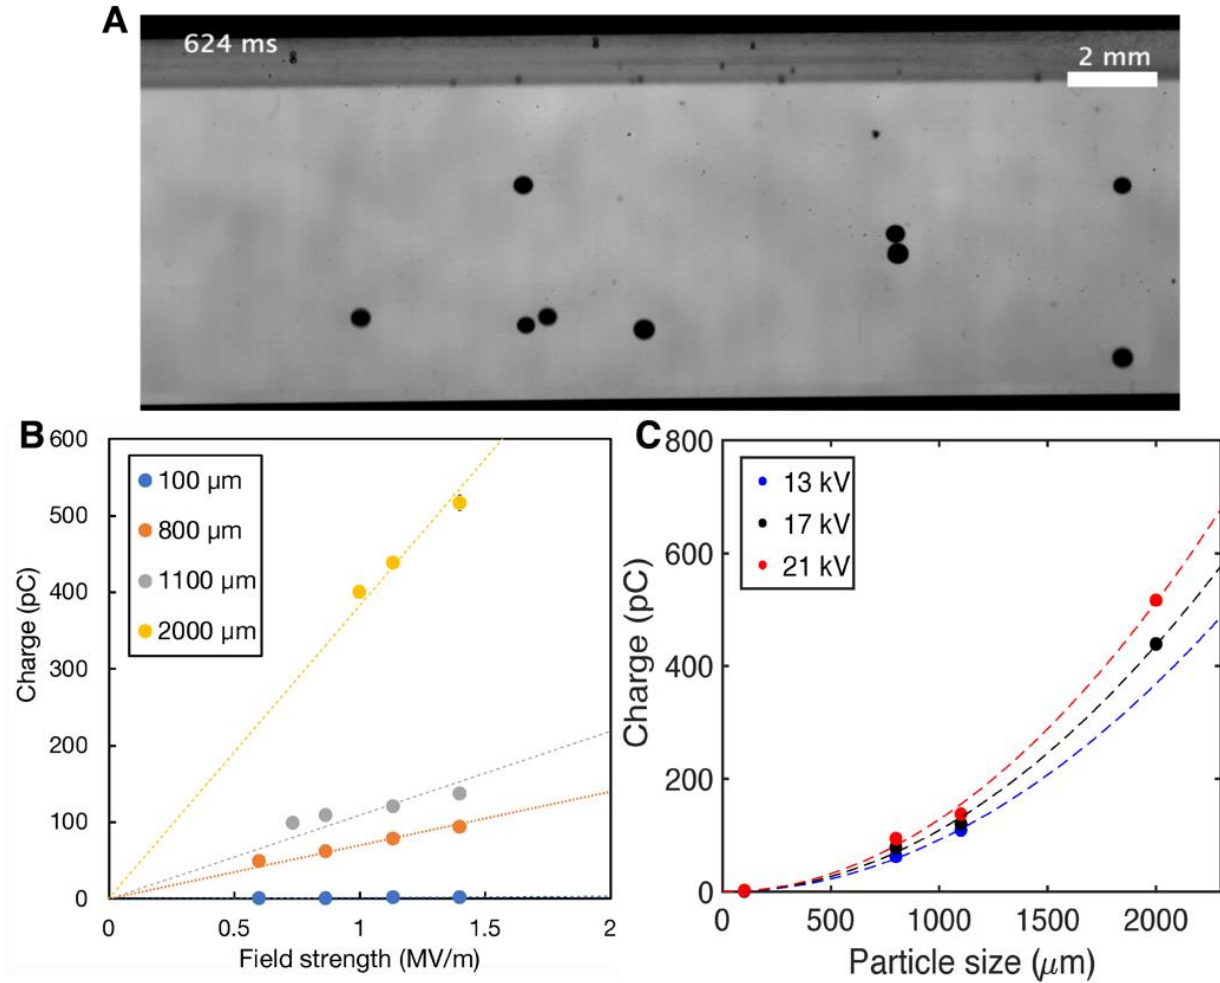 A
624 ms
2 mm
B
600
500
400
300
200
100
0
Charge (pC)
100 µm
800 µm
1100 µm
2000 µm
0
0.5
1
1.5
2
Field strength (MV/m)
C
800
600
400
200
0
Charge (pC)
13 kV
17 kV
21 kV
0
500
1000
1500
2000
Particle size (μm)